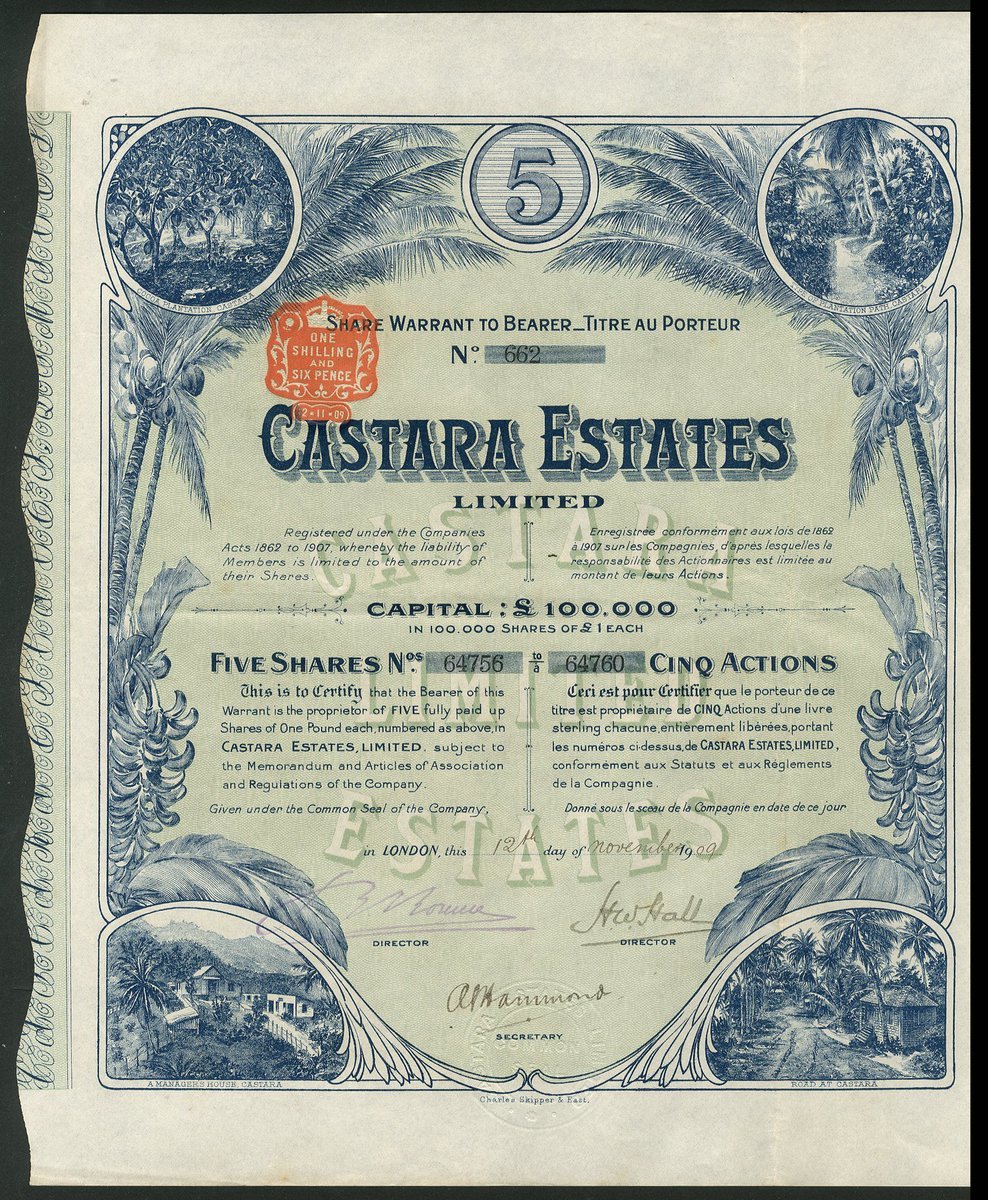 5
COCOA PLANTATION, CASTARA
PLANTATION PATH, CASTARA
SHARE WARRANT TO BEARER_TITRE AU PORTEUR
Nº 662
ONE
SHILLING
AND
SIX PENCE
12·11·09
CASTARA ESTATES
LIMITED
Registered under the Companies
Acts 1862 to 1907, whereby the liability of
Members is limited to the amount of
their Shares.
Enregistrée conformément aux lois de 1862
à 1907 sur les Compagnies, d'après lesquelles la
responsabilité des Actionnaires est limitée au
montant de leurs Actions.
CAPITAL : £ 100.000
IN 100.000 SHARES OF £ 1 EACH
FIVE SHARES Nos. 64756 to/à 64760 CINQ ACTIONS
This is to Certify that the Bearer of this
Warrant is the proprietor of FIVE fully paid up
Shares of One Pound each, numbered as above, in
CASTARA ESTATES, LIMITED. subject to
the Memorandum and Articles of Association
and Regulations of the Company.
Given under the Common Seal of the Company,
Ceci est pour Certifier que le porteur de ce
titre est propriétaire de CINQ Actions d'une livre
sterling chacune, entièrement libèrées, portant
les numéros ci-dessus, de CASTARA ESTATES, LIMITED,
conformément aux Statuts et aux Règlements
de la Compagnie.
Donné sous le sceau de la Compagnie en date de ce jour
in LONDON, this 12th day of november 1909
CASTARA
LIMITED
ESTATES
H.W. Hall
DIRECTOR
DIRECTOR
Hammond
SECRETARY
A MANAGER'S HOUSE, CASTARA
ROAD AT CASTARA
Charles Skipper & East.